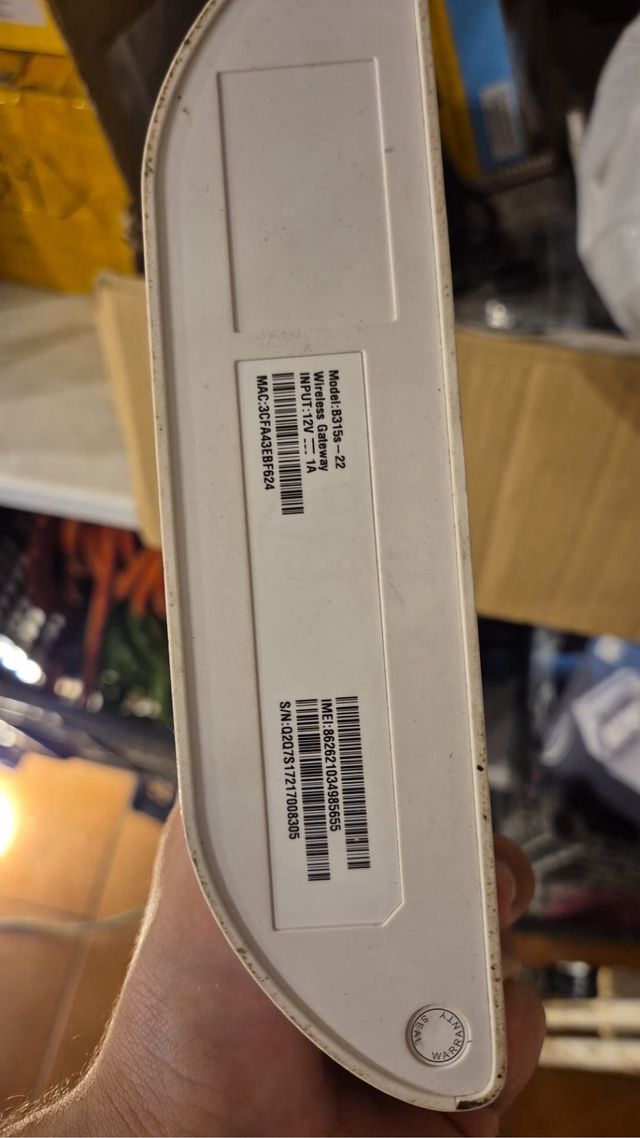 Model:B315s-22
Wireless Gateway
INPUT:12V ⎓ 1A
MAC:3CFA43EBF624
IMEI:862621034985655
S/N:Q2Q7S17217008305
WARRANTY
SEAL